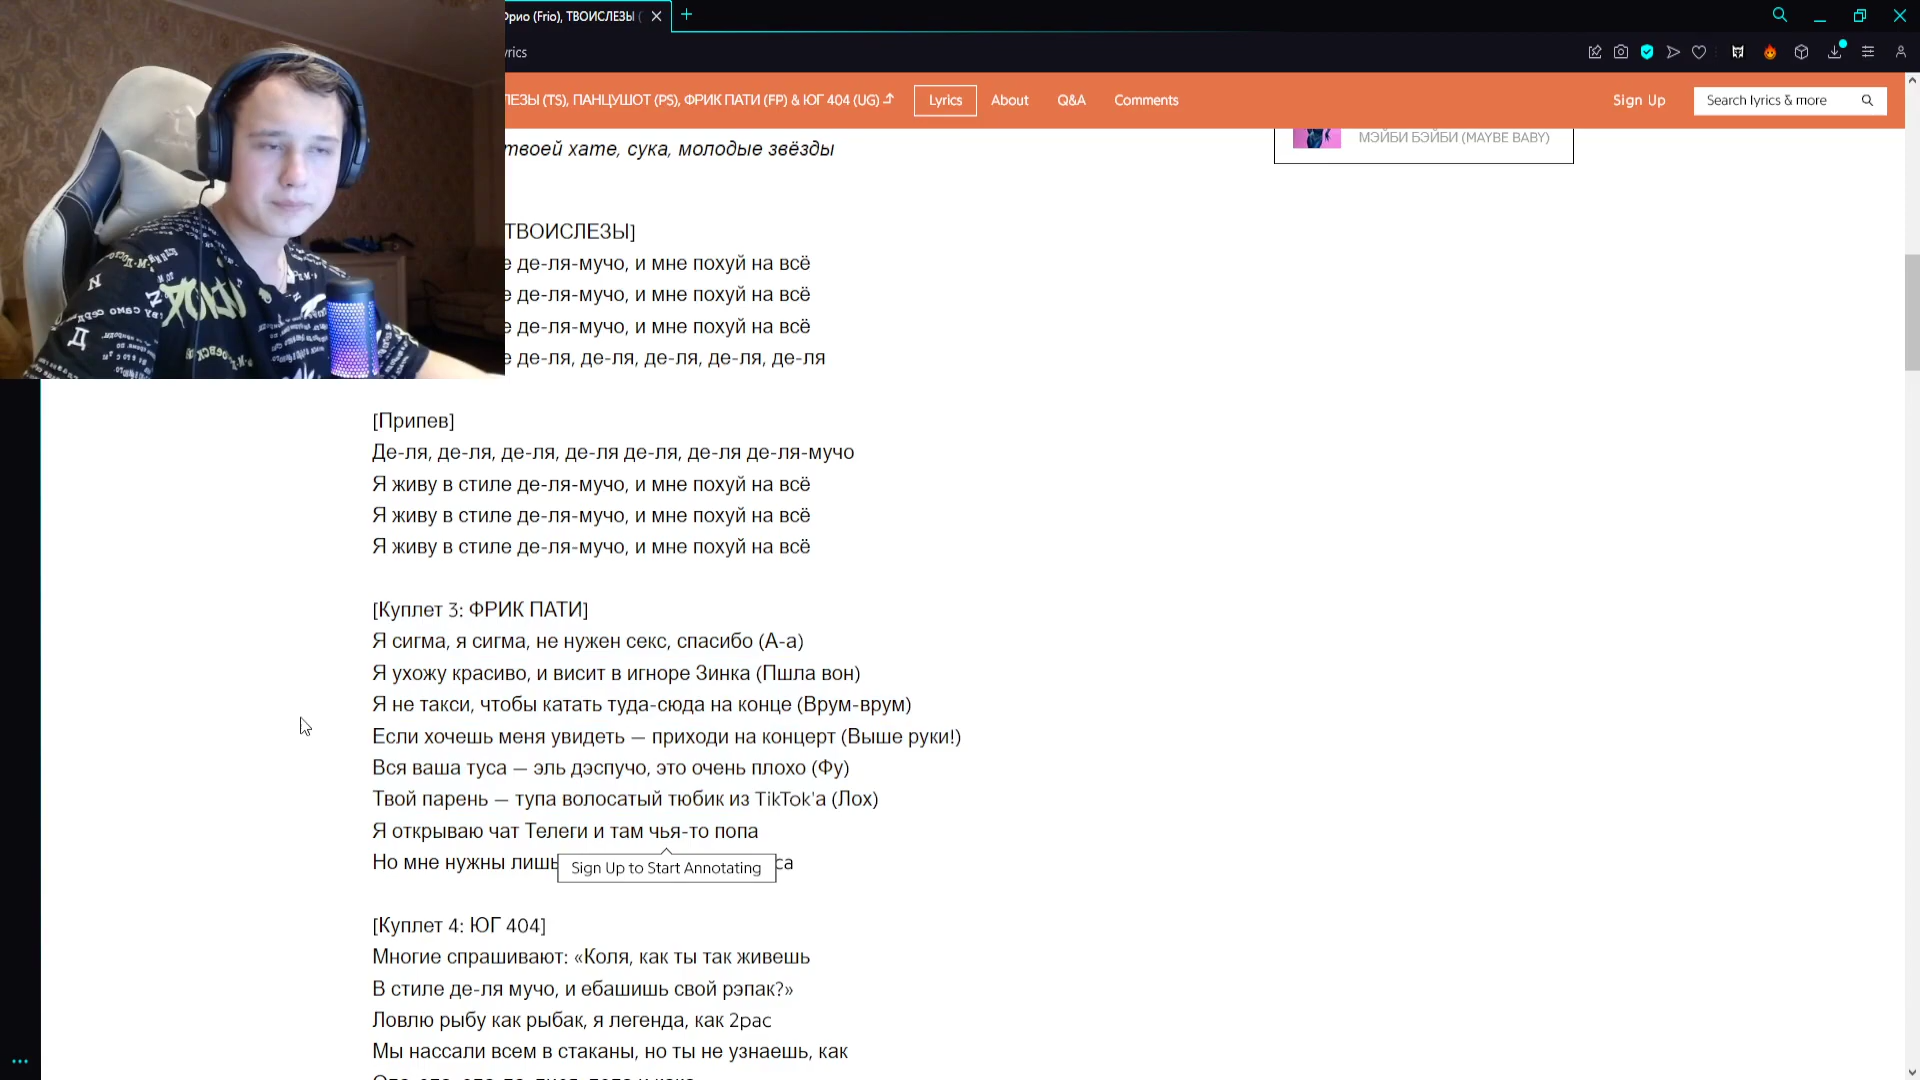 Фрио (Frio), ТВОИСЛЕЗЫ (
yrics
ЛЕЗЫ (TS), ПАНЦУШОТ (PS), ФРИК ПАТИ (FP) & ЮГ 404 (UG)
Lyrics
About
Q&A
Comments
Sign Up
Search lyrics & more
МЭЙБИ БЭЙБИ (MAYBE BABY)
твоей хате, сука, молодые звёзды
ТВОИСЛЕЗЫ]
е де-ля-мучо, и мне похуй на всё
е де-ля-мучо, и мне похуй на всё
е де-ля-мучо, и мне похуй на всё
е де-ля, де-ля, де-ля, де-ля, де-ля
[Припев]
Де-ля, де-ля, де-ля, де-ля де-ля, де-ля де-ля-мучо
Я живу в стиле де-ля-мучо, и мне похуй на всё
Я живу в стиле де-ля-мучо, и мне похуй на всё
Я живу в стиле де-ля-мучо, и мне похуй на всё
[Куплет 3: ФРИК ПАТИ]
Я сигма, я сигма, не нужен секс, спасибо (А-а)
Я ухожу красиво, и висит в игноре Зинка (Пшла вон)
Я не такси, чтобы катать туда-сюда на конце (Врум-врум)
Если хочешь меня увидеть — приходи на концерт (Выше руки!)
Вся ваша туса — эль дэспучо, это очень плохо (Фу)
Твой парень — тупа волосатый тюбик из TikTok'а (Лох)
Я открываю чат Телеги и там чья-то попа
Но мне нужны лишь
са
Sign Up to Start Annotating
[Куплет 4: ЮГ 404]
Многие спрашивают: «Коля, как ты так живешь
В стиле де-ля мучо, и ебашишь свой рэпак?»
Ловлю рыбу как рыбак, я легенда, как 2pac
Мы нассали всем в стаканы, но ты не узнаешь, как